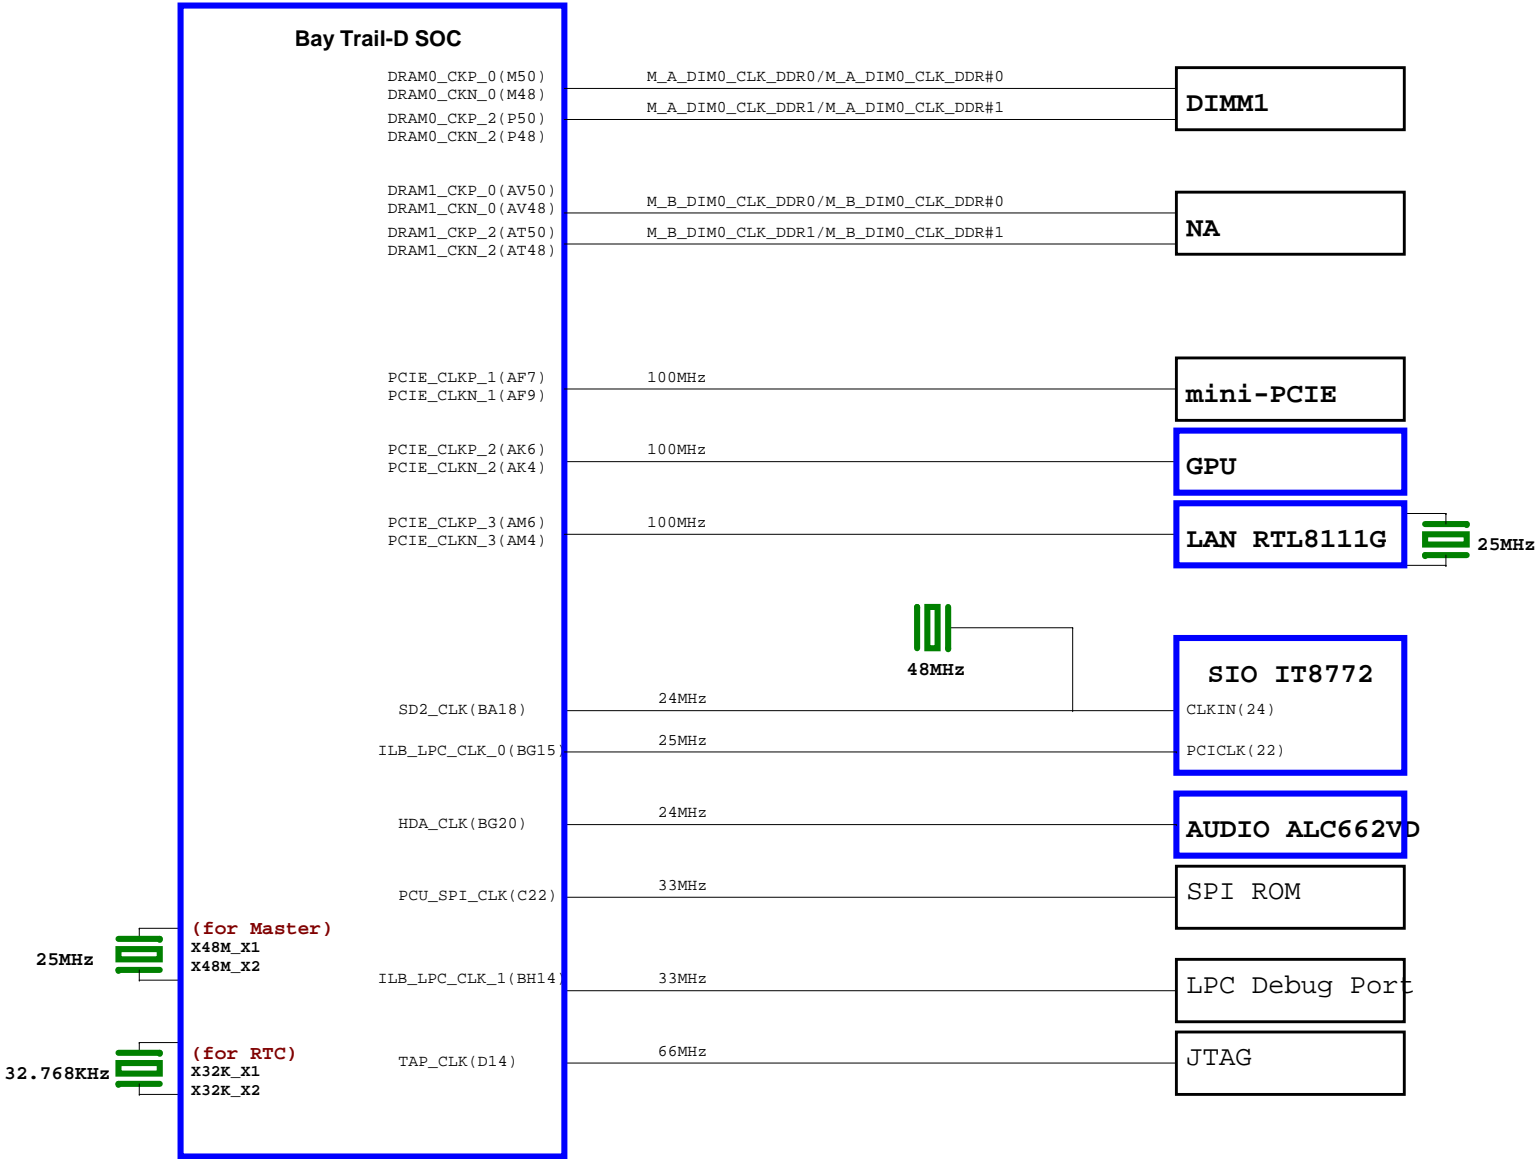 Bay Trail-D SOC
DRAM0_CKP_0(M50)
DRAM0_CKN_0(M48)
DRAM0_CKP_2(P50)
DRAM0_CKN_2(P48)
M_A_DIM0_CLK_DDR0/M_A_DIM0_CLK_DDR#0
M_A_DIM0_CLK_DDR1/M_A_DIM0_CLK_DDR#1
DIMM1
DRAM1_CKP_0(AV50)
DRAM1_CKN_0(AV48)
DRAM1_CKP_2(AT50)
DRAM1_CKN_2(AT48)
M_B_DIM0_CLK_DDR0/M_B_DIM0_CLK_DDR#0
M_B_DIM0_CLK_DDR1/M_B_DIM0_CLK_DDR#1
NA
PCIE_CLKP_1(AF7)
PCIE_CLKN_1(AF9)
100MHz
mini-PCIE
PCIE_CLKP_2(AK6)
PCIE_CLKN_2(AK4)
100MHz
GPU
PCIE_CLKP_3(AM6)
PCIE_CLKN_3(AM4)
100MHz
LAN RTL8111G
25MHz
48MHz
SIO IT8772
SD2_CLK(BA18)
24MHz
CLKIN(24)
ILB_LPC_CLK_0(BG15)
25MHz
PCICLK(22)
HDA_CLK(BG20)
24MHz
AUDIO ALC662VD
PCU_SPI_CLK(C22)
33MHz
SPI ROM
25MHz
(for Master)
X48M_X1
X48M_X2
ILB_LPC_CLK_1(BH14)
33MHz
LPC Debug Port
32.768KHz
(for RTC)
X32K_X1
X32K_X2
TAP_CLK(D14)
66MHz
JTAG